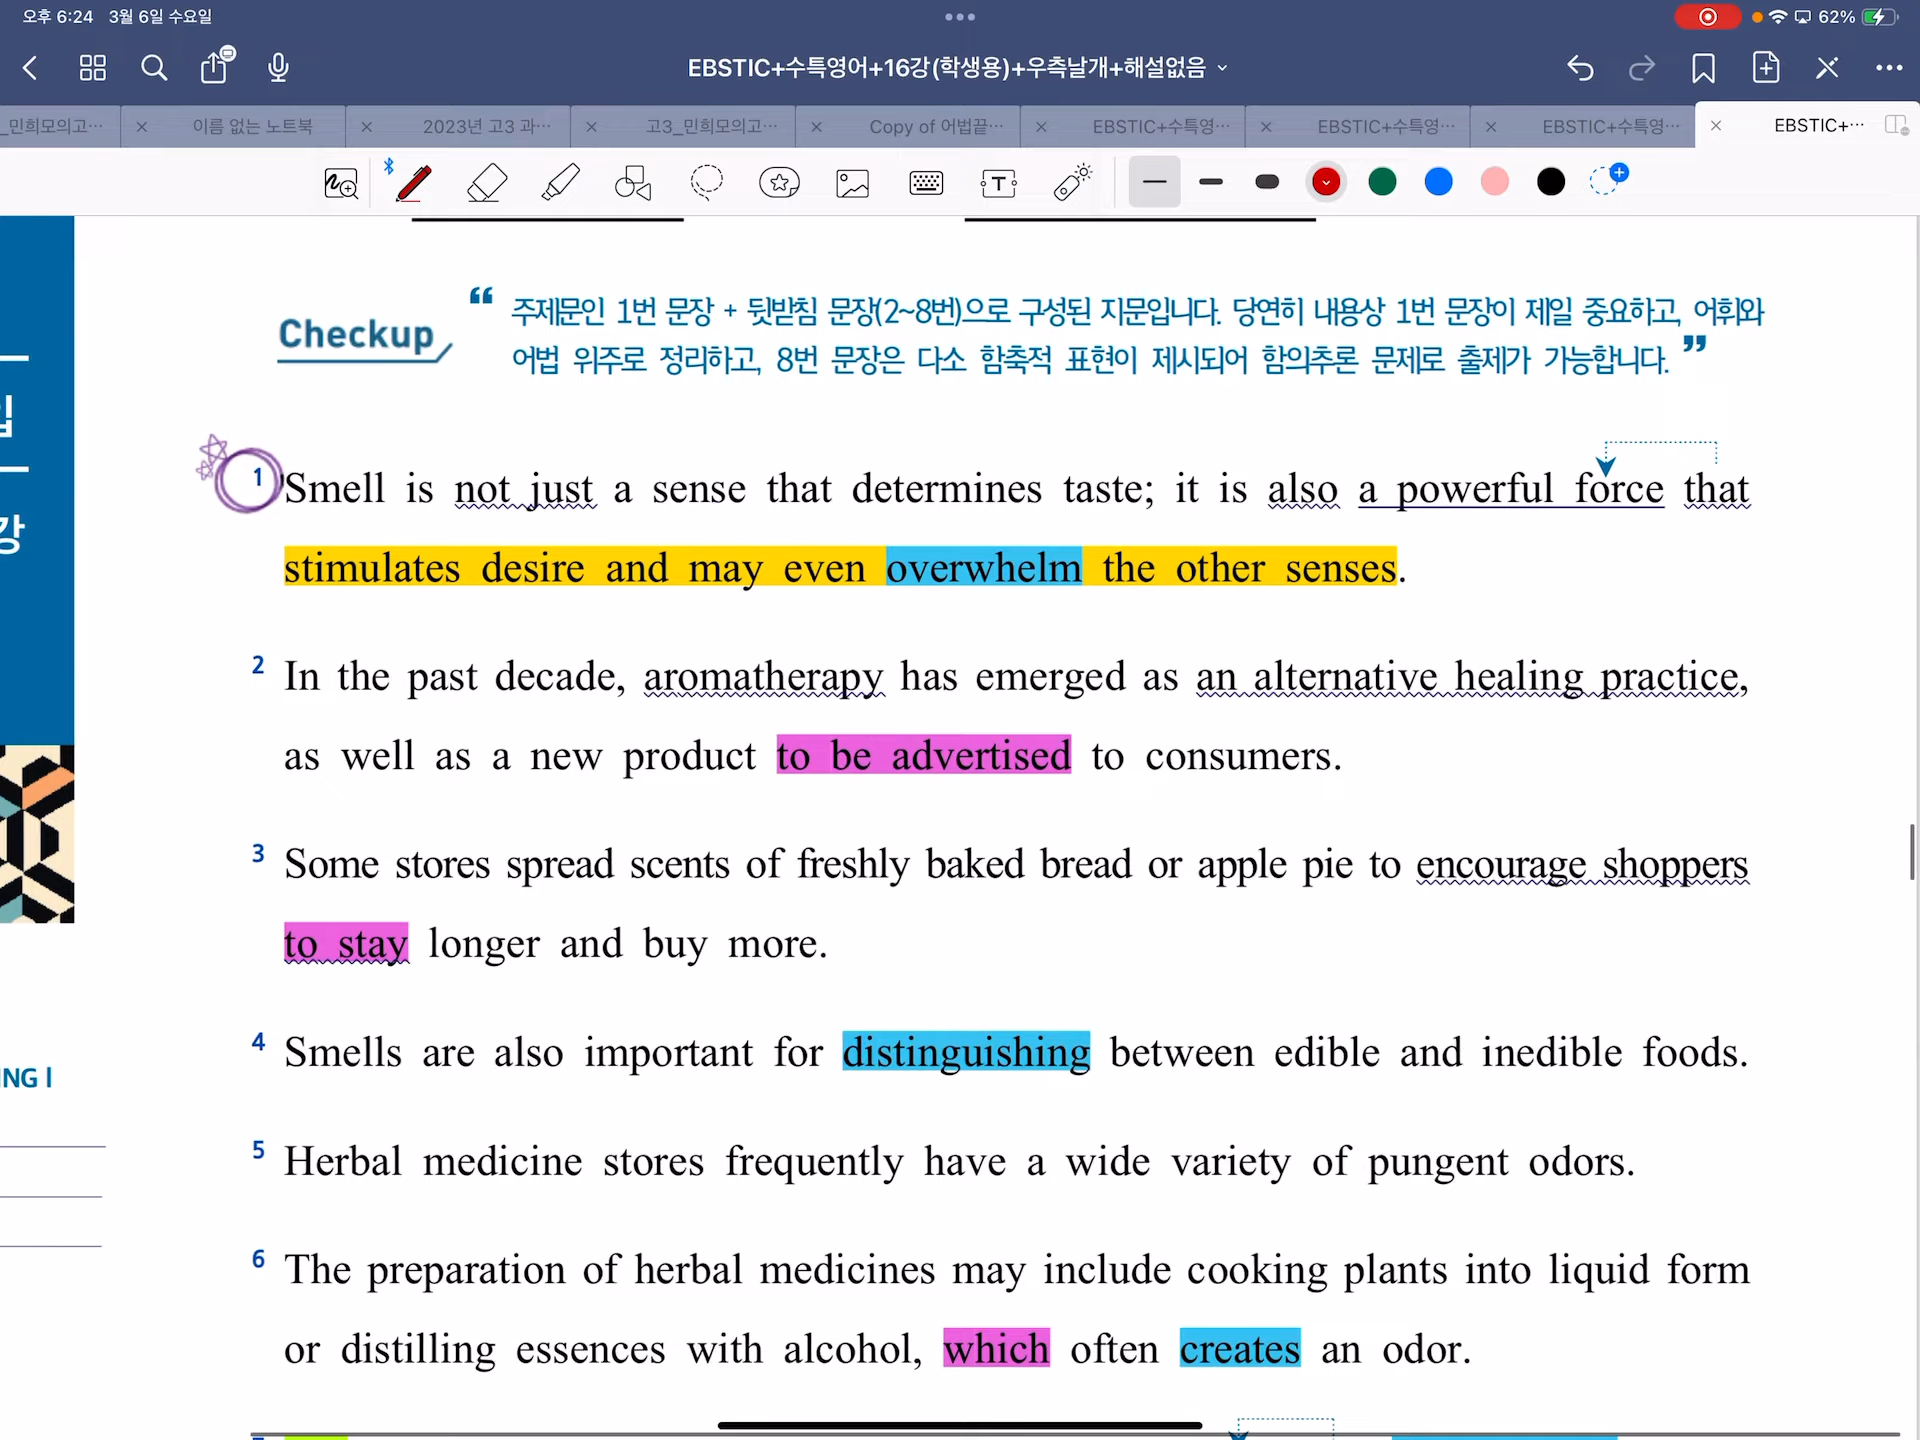 오후 6:24 3월 6일 수요일
62%
EBSTIC+수특영어+16강(학생용)+우측날개+해설없음
_민희모의고…
이름 없는 노트북
2023년 고3 과…
고3_민희모의고…
Copy of 어법끝…
EBSTIC+수특영…
EBSTIC+수특영…
EBSTIC+수특영…
EBSTIC+…
Checkup
“ 주제문인 1번 문장 + 뒷받침 문장(2~8번)으로 구성된 지문입니다. 당연히 내용상 1번 문장이 제일 중요하고, 어휘와
어법 위주로 정리하고, 8번 문장은 다소 함축적 표현이 제시되어 함의추론 문제로 출제가 가능합니다. ”
강
1 Smell is not just a sense that determines taste; it is also a powerful force that
stimulates desire and may even overwhelm the other senses.
2 In the past decade, aromatherapy has emerged as an alternative healing practice,
as well as a new product to be advertised to consumers.
3 Some stores spread scents of freshly baked bread or apple pie to encourage shoppers
to stay longer and buy more.
4 Smells are also important for distinguishing between edible and inedible foods.
ING I
5 Herbal medicine stores frequently have a wide variety of pungent odors.
6 The preparation of herbal medicines may include cooking plants into liquid form
or distilling essences with alcohol, which often creates an odor.